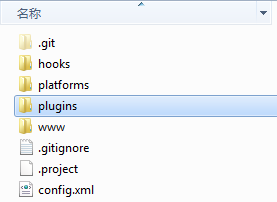 名称
.git
hooks
platforms
plugins
www
.gitignore
.project
config.xml